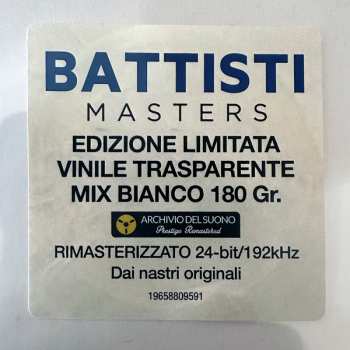 BATTISTI
MASTERS
EDIZIONE LIMITATA
VINILE TRASPARENTE
MIX BIANCO 180 Gr.
ARCHIVIO DEL SUONO
Prestige Remastered
RIMASTERIZZATO 24-bit/192kHz
Dai nastri originali
19658809591